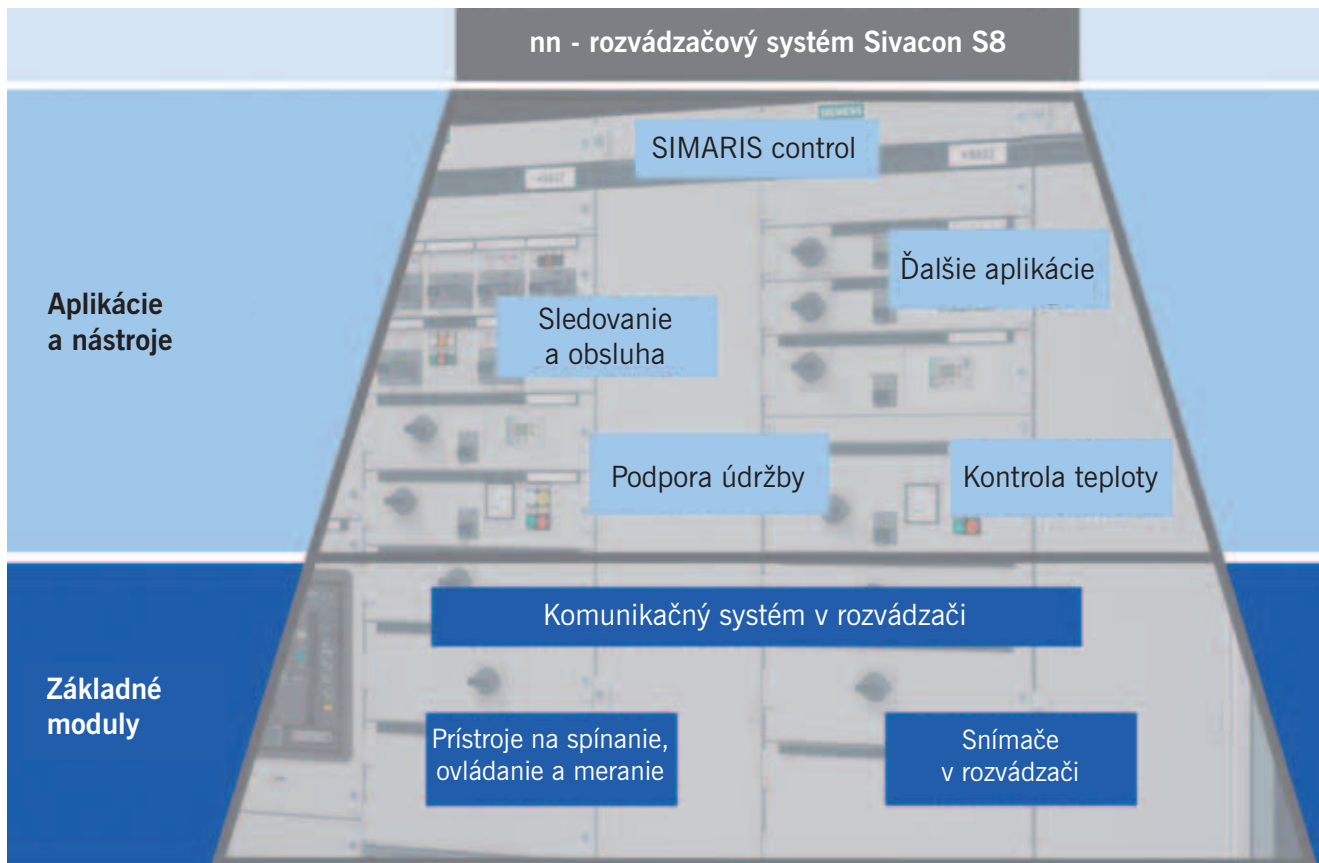 nn - rozvádzačový systém Sivacon S8
SIEMENS
SIMARIS control
Ďalšie aplikácie
Aplikácie
a nástroje
Sledovanie
a obsluha
Podpora údržby
Kontrola teploty
Komunikačný systém v rozvádzači
Základné
moduly
Prístroje na spínanie,
ovládanie a meranie
Snímače
v rozvádzači